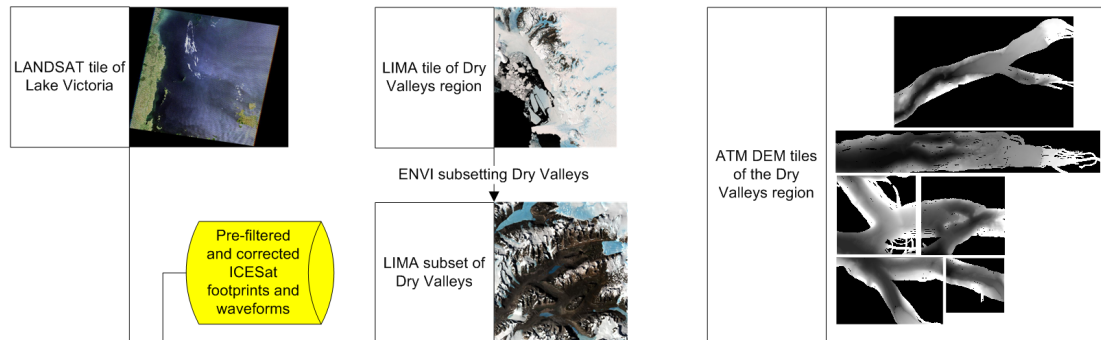 LANDSAT tile of
Lake Victoria
LIMA tile of Dry
Valleys region
ENVI subsetting Dry Valleys
Pre-filtered
and corrected
ICESat
footprints and
waveforms
LIMA subset of
Dry Valleys
ATM DEM tiles
of the Dry
Valleys region